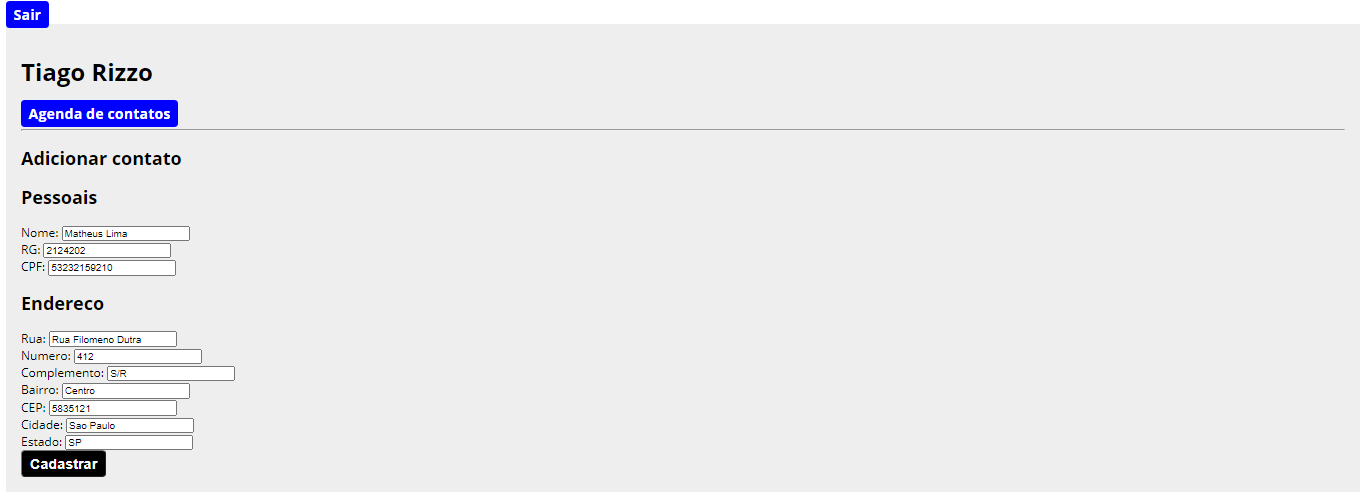 Sair
Tiago Rizzo
Agenda de contatos
Adicionar contato
Pessoais
Nome: Matheus Lima
RG: 2124202
CPF: 53232159210
Endereco
Rua: Rua Filomeno Dutra
Numero: 412
Complemento: S/R
Bairro: Centro
CEP: 5835121
Cidade: Sao Paulo
Estado: SP
Cadastrar